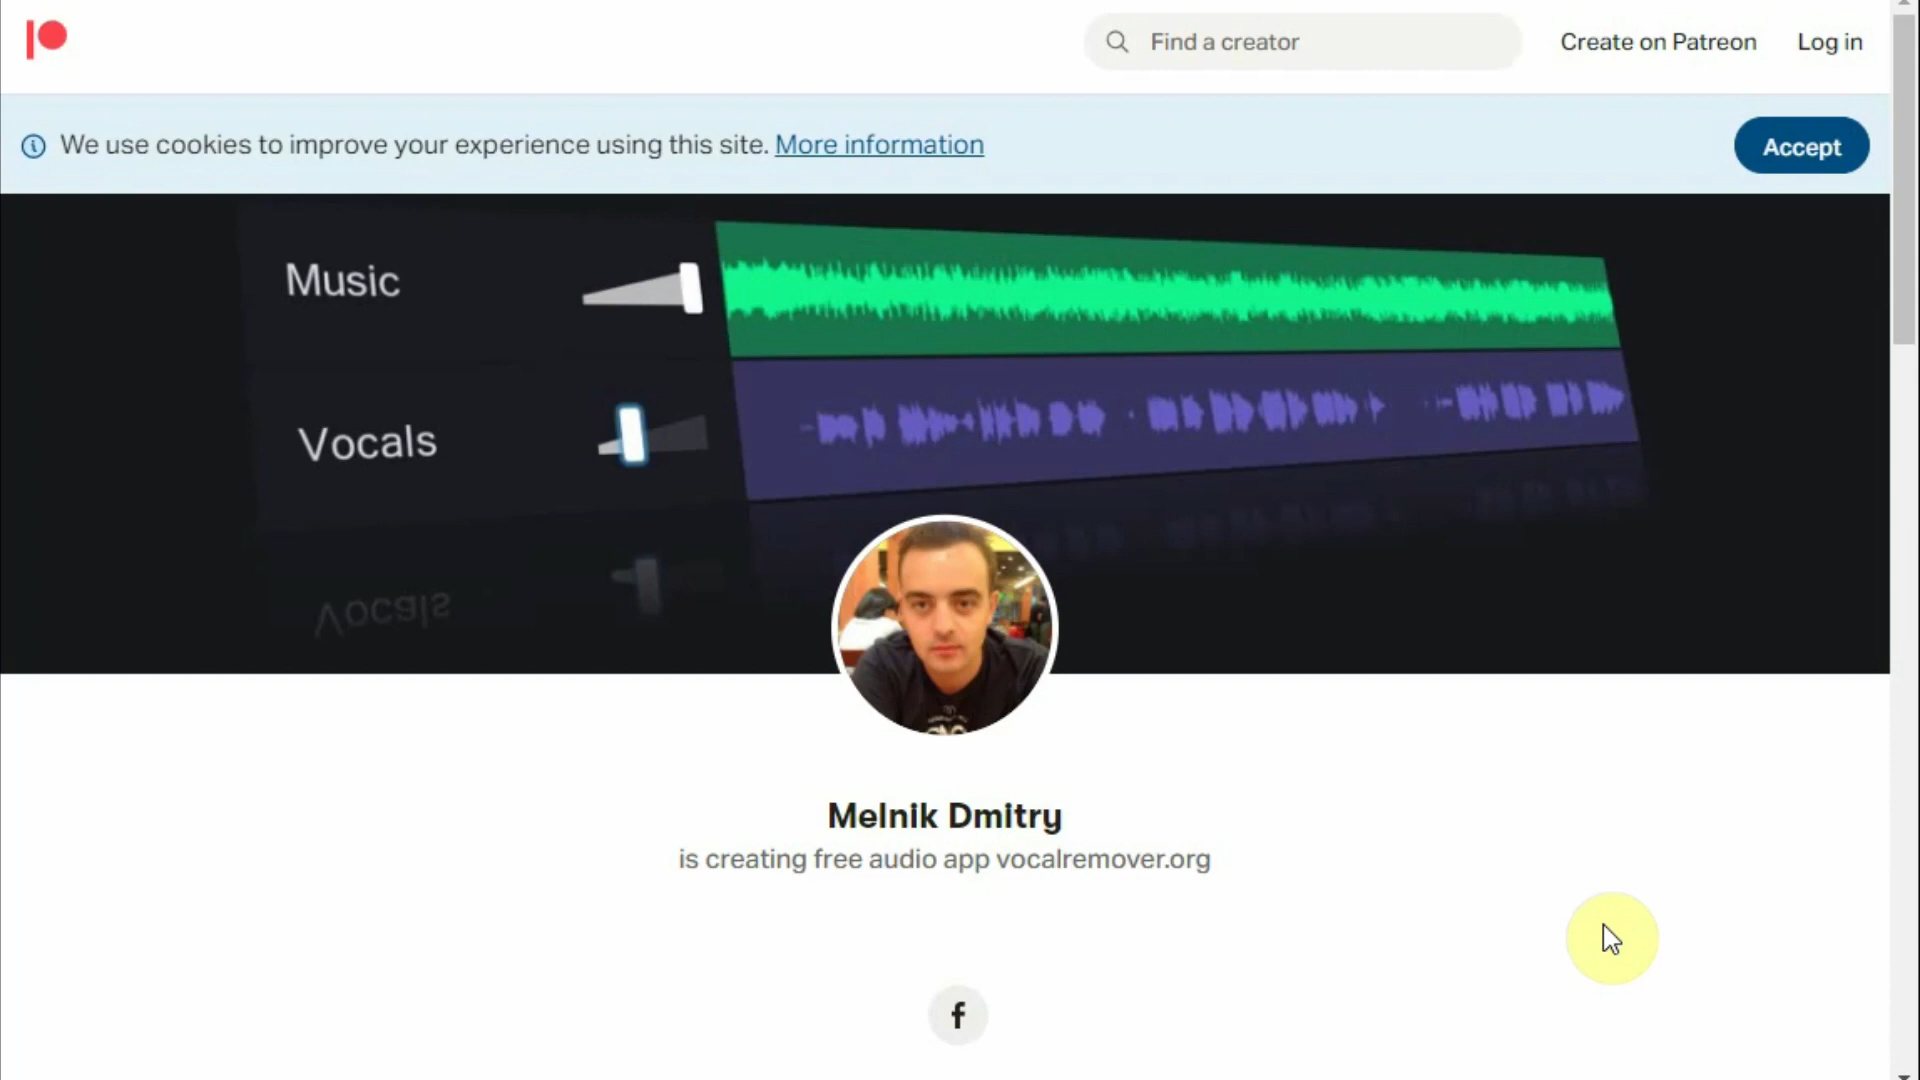 Find a creator
Create on Patreon
Log in
We use cookies to improve your experience using this site. More information
Accept
Music
Vocals
Vocals
Melnik Dmitry
is creating free audio app vocalremover.org